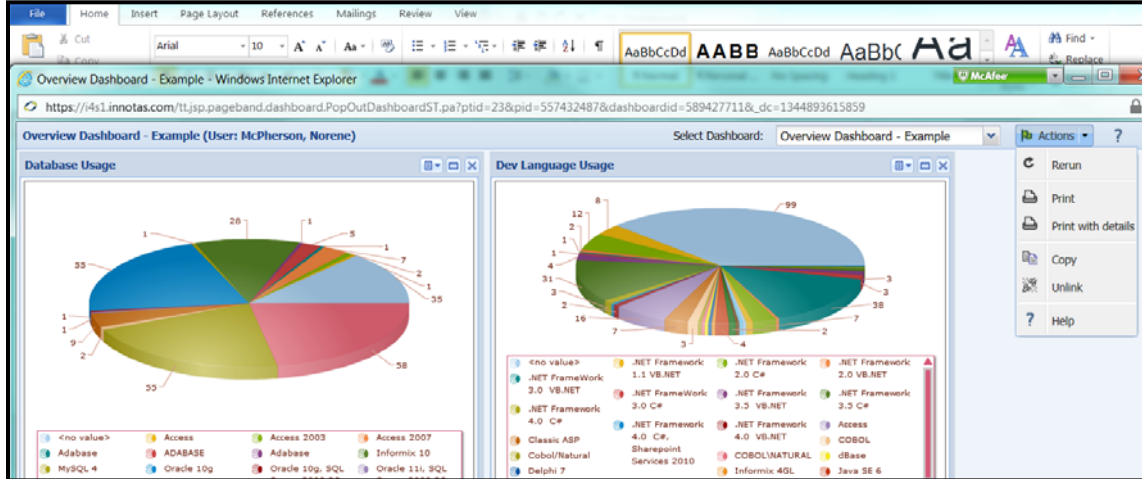 File Home Insert Page Layout References Mailings Review View
Cut Arial 10 Aa Find
Copy AaBbCcDd AABB AaBbCcDd AaBb( Replace
Overview Dashboard - Example - Windows Internet Explorer McAfee
https://i4s1.innotas.com/tt.jsp.pageband.dashboard.PopOutDashboardST.pa?ptid=23&pid=557432487&dashboardid=589427711&_dc=1344893615859
Overview Dashboard - Example (User: McPherson, Norene) Select Dashboard: Overview Dashboard - Example Actions ?
Database Usage
28
1
1
5
1
7
2
1
35
58
55
2
9
1
1
35
<no value> Access Access 2003 Access 2007
Adabase ADABASE Adabase Informix 10
MySQL 4 Oracle 10g Oracle 10g, SQL Oracle 11i, SQL
Dev Language Usage
8
12
2
1
1
4
31
3
2
16
7
3
4
2
7
38
3
3
99
<no value> .NET Framework 1.1 VB.NET .NET Framework 2.0 C# .NET Framework 2.0 VB.NET
.NET FrameWork 3.0 VB.NET .NET FrameWork 3.0 C# .NET Framework 3.5 VB.NET .NET Framework 3.5 C#
.NET Framework 4.0 C# .NET Framework 4.0 C#, Sharepoint Services 2010 .NET Framework 4.0 VB.NET Access
Classic ASP COBOL
Cobol/Natural COBOL\NATURAL dBase
Delphi 7 Informix 4GL Java SE 6
Rerun
Print
Print with details
Copy
Unlink
? Help